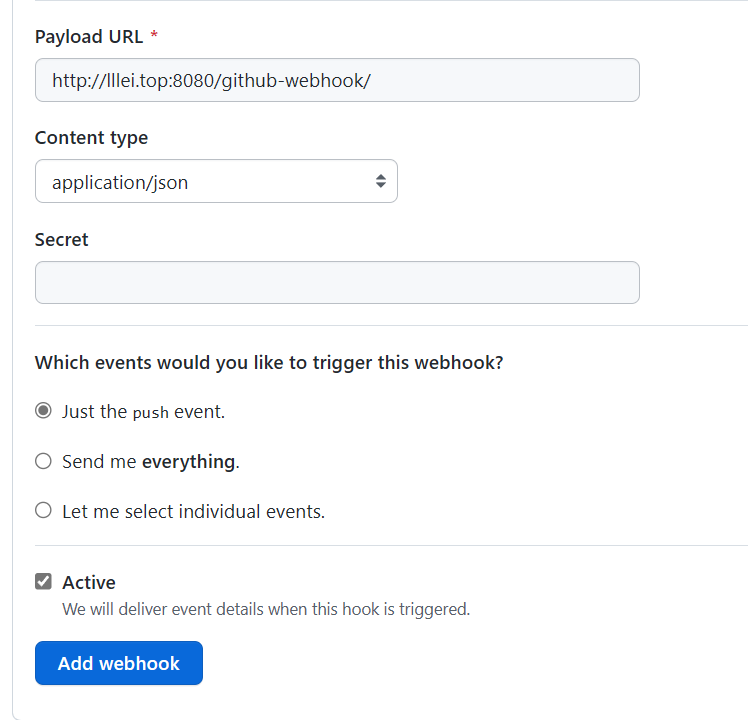 Payload URL *
http://lllei.top:8080/github-webhook/
Content type
application/json
Secret
Which events would you like to trigger this webhook?
Just the push event.
Send me everything.
Let me select individual events.
Active
We will deliver event details when this hook is triggered.
Add webhook